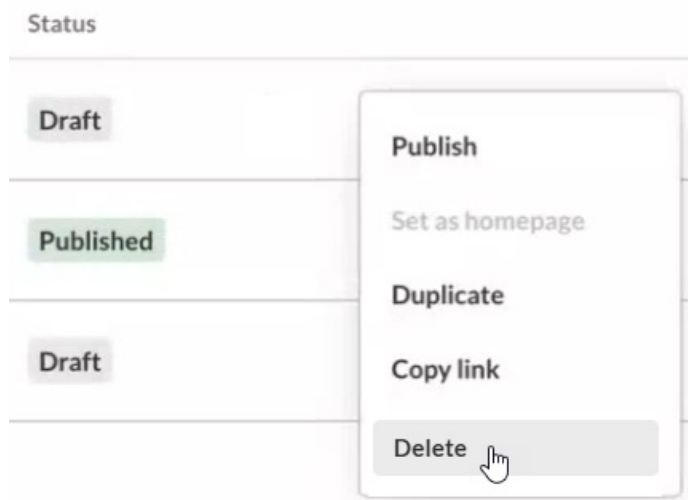 Status
Draft
Publish
Set as homepage
Published
Duplicate
Draft
Copy link
Delete